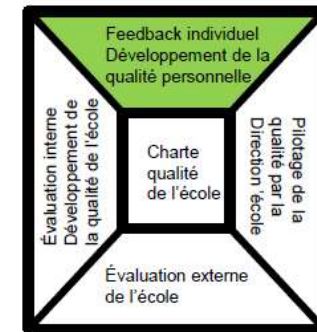 Feedback individuel
Développement de la
qualité personnelle
Évaluation interne
Développement de
la qualité de l'école
Charte
qualité
de l'école
Pilotage de la
qualité par la
Direction 'école
Évaluation externe
de l'école